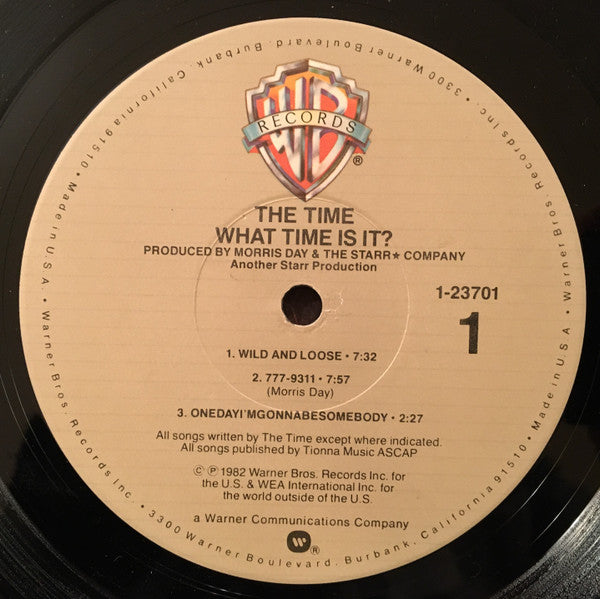 WB
RECORDS
®
THE TIME
WHAT TIME IS IT?
PRODUCED BY MORRIS DAY & THE STARR★ COMPANY
Another Starr Production
1-23701
1
1. WILD AND LOOSE • 7:32
2. 777-9311 • 7:57
(Morris Day)
3. ONEDAYI'MGONNABESOMEBODY • 2:27
All songs written by The Time except where indicated.
All songs published by Tionna Music ASCAP
© ℗ 1982 Warner Bros. Records Inc. for
the U.S. & WEA International Inc. for
the world outside of the U.S.
a Warner Communications Company
®
Warner Bros. Records Inc. • 3300 Warner Boulevard, Burbank, California 91510 • Made in U.S.A. • Warner Bros. Records Inc. • 3300 Warner Boulevard, Burbank, California 91510 • Made in U.S.A. •